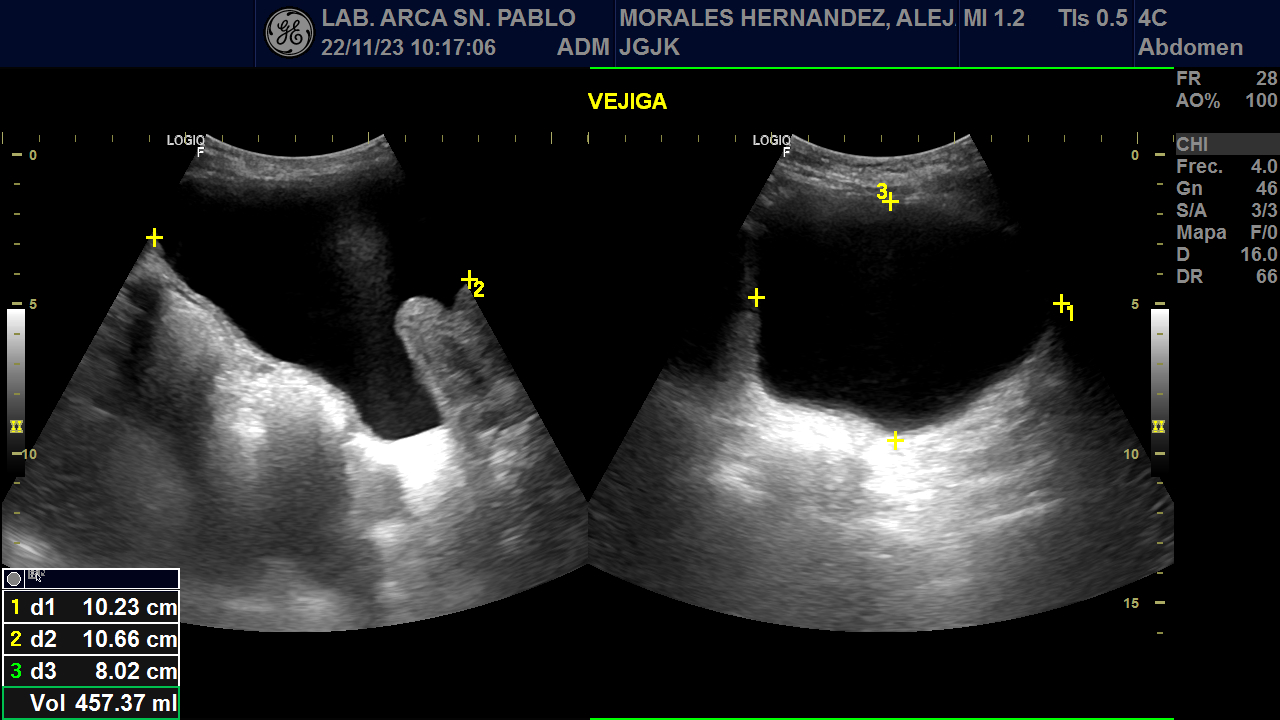 LAB. ARCA SN. PABLO
22/11/23 10:17:06 ADM
MORALES HERNANDEZ, ALEJ
JGJK
MI 1.2 TIs 0.5
4C
Abdomen
VEJIGA
FR 28
AO% 100
CHI
Frec. 4.0
Gn 46
S/A 3/3
Mapa F/0
D 16.0
DR 66
LOGIQ
F
0
5
10
2
LOGIQ
F
0
5
10
15
3
1
1 d1 10.23 cm
2 d2 10.66 cm
3 d3 8.02 cm
Vol 457.37 ml